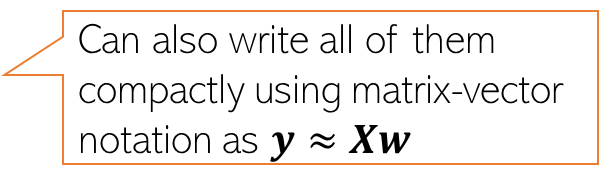 Can also write all of them
compactly using matrix-vector
notation as y ≈ Xw